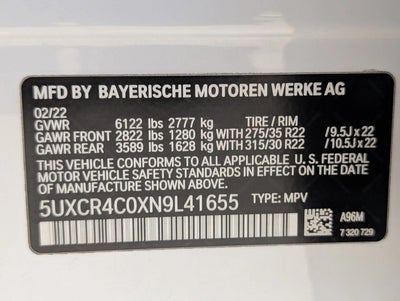 MFD BY BAYERISCHE MOTOREN WERKE AG
02/22
GVWR 6122 lbs 2777 kg TIRE / RIM
GAWR FRONT 2822 lbs 1280 kg WITH 275/35 R22 /9.5J x 22
GAWR REAR 3589 lbs 1628 kg WITH 315/30 R22 /10.5J x 22
THIS VEHICLE CONFORMS TO ALL APPLICABLE U. S. FEDERAL
MOTOR VEHICLE SAFETY STANDARDS IN EFFECT ON THE
DATE OF MANUFACTURE SHOWN ABOVE.
5UXCR4C0XN9L41655 TYPE: MPV
A96M
7 320 729